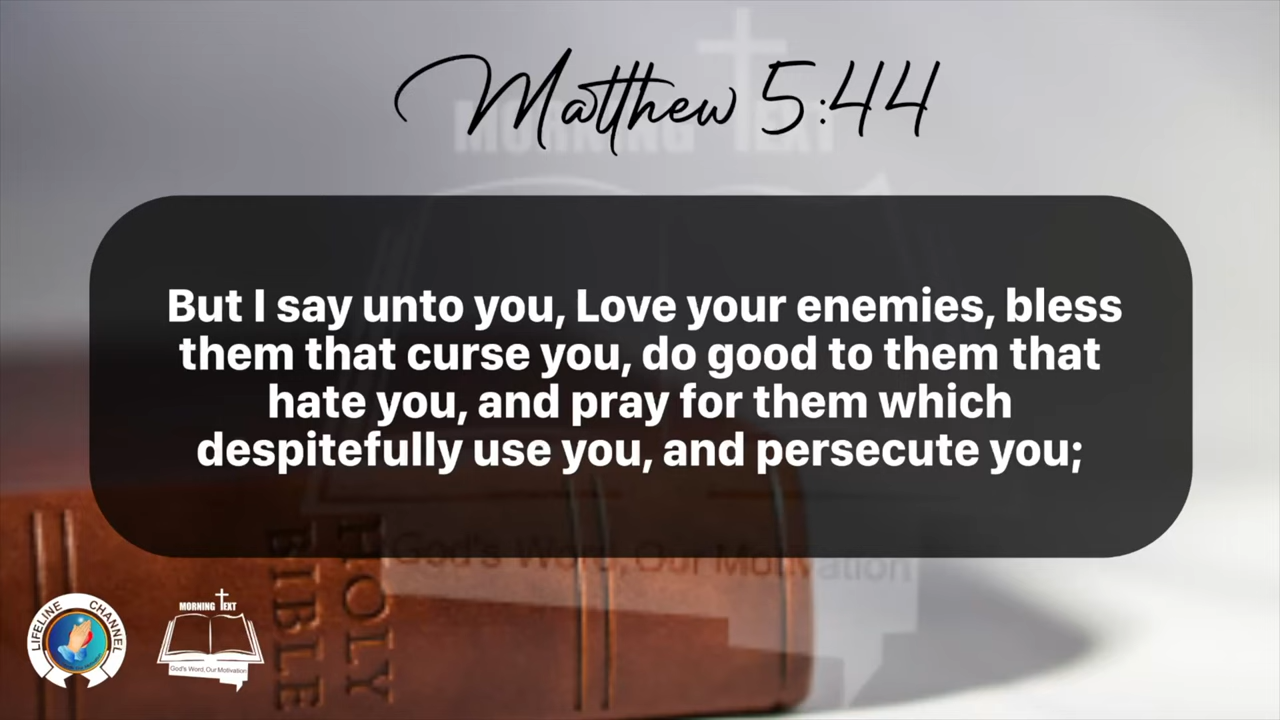 Matthew 5:44
MORNING TEXT
But I say unto you, Love your enemies, bless
them that curse you, do good to them that
hate you, and pray for them which
despitefully use you, and persecute you;
God's Word, Our Motivation
HOLY
BIBLE
LIFELINE CHANNEL
MORNING TEXT
God's Word, Our Motivation